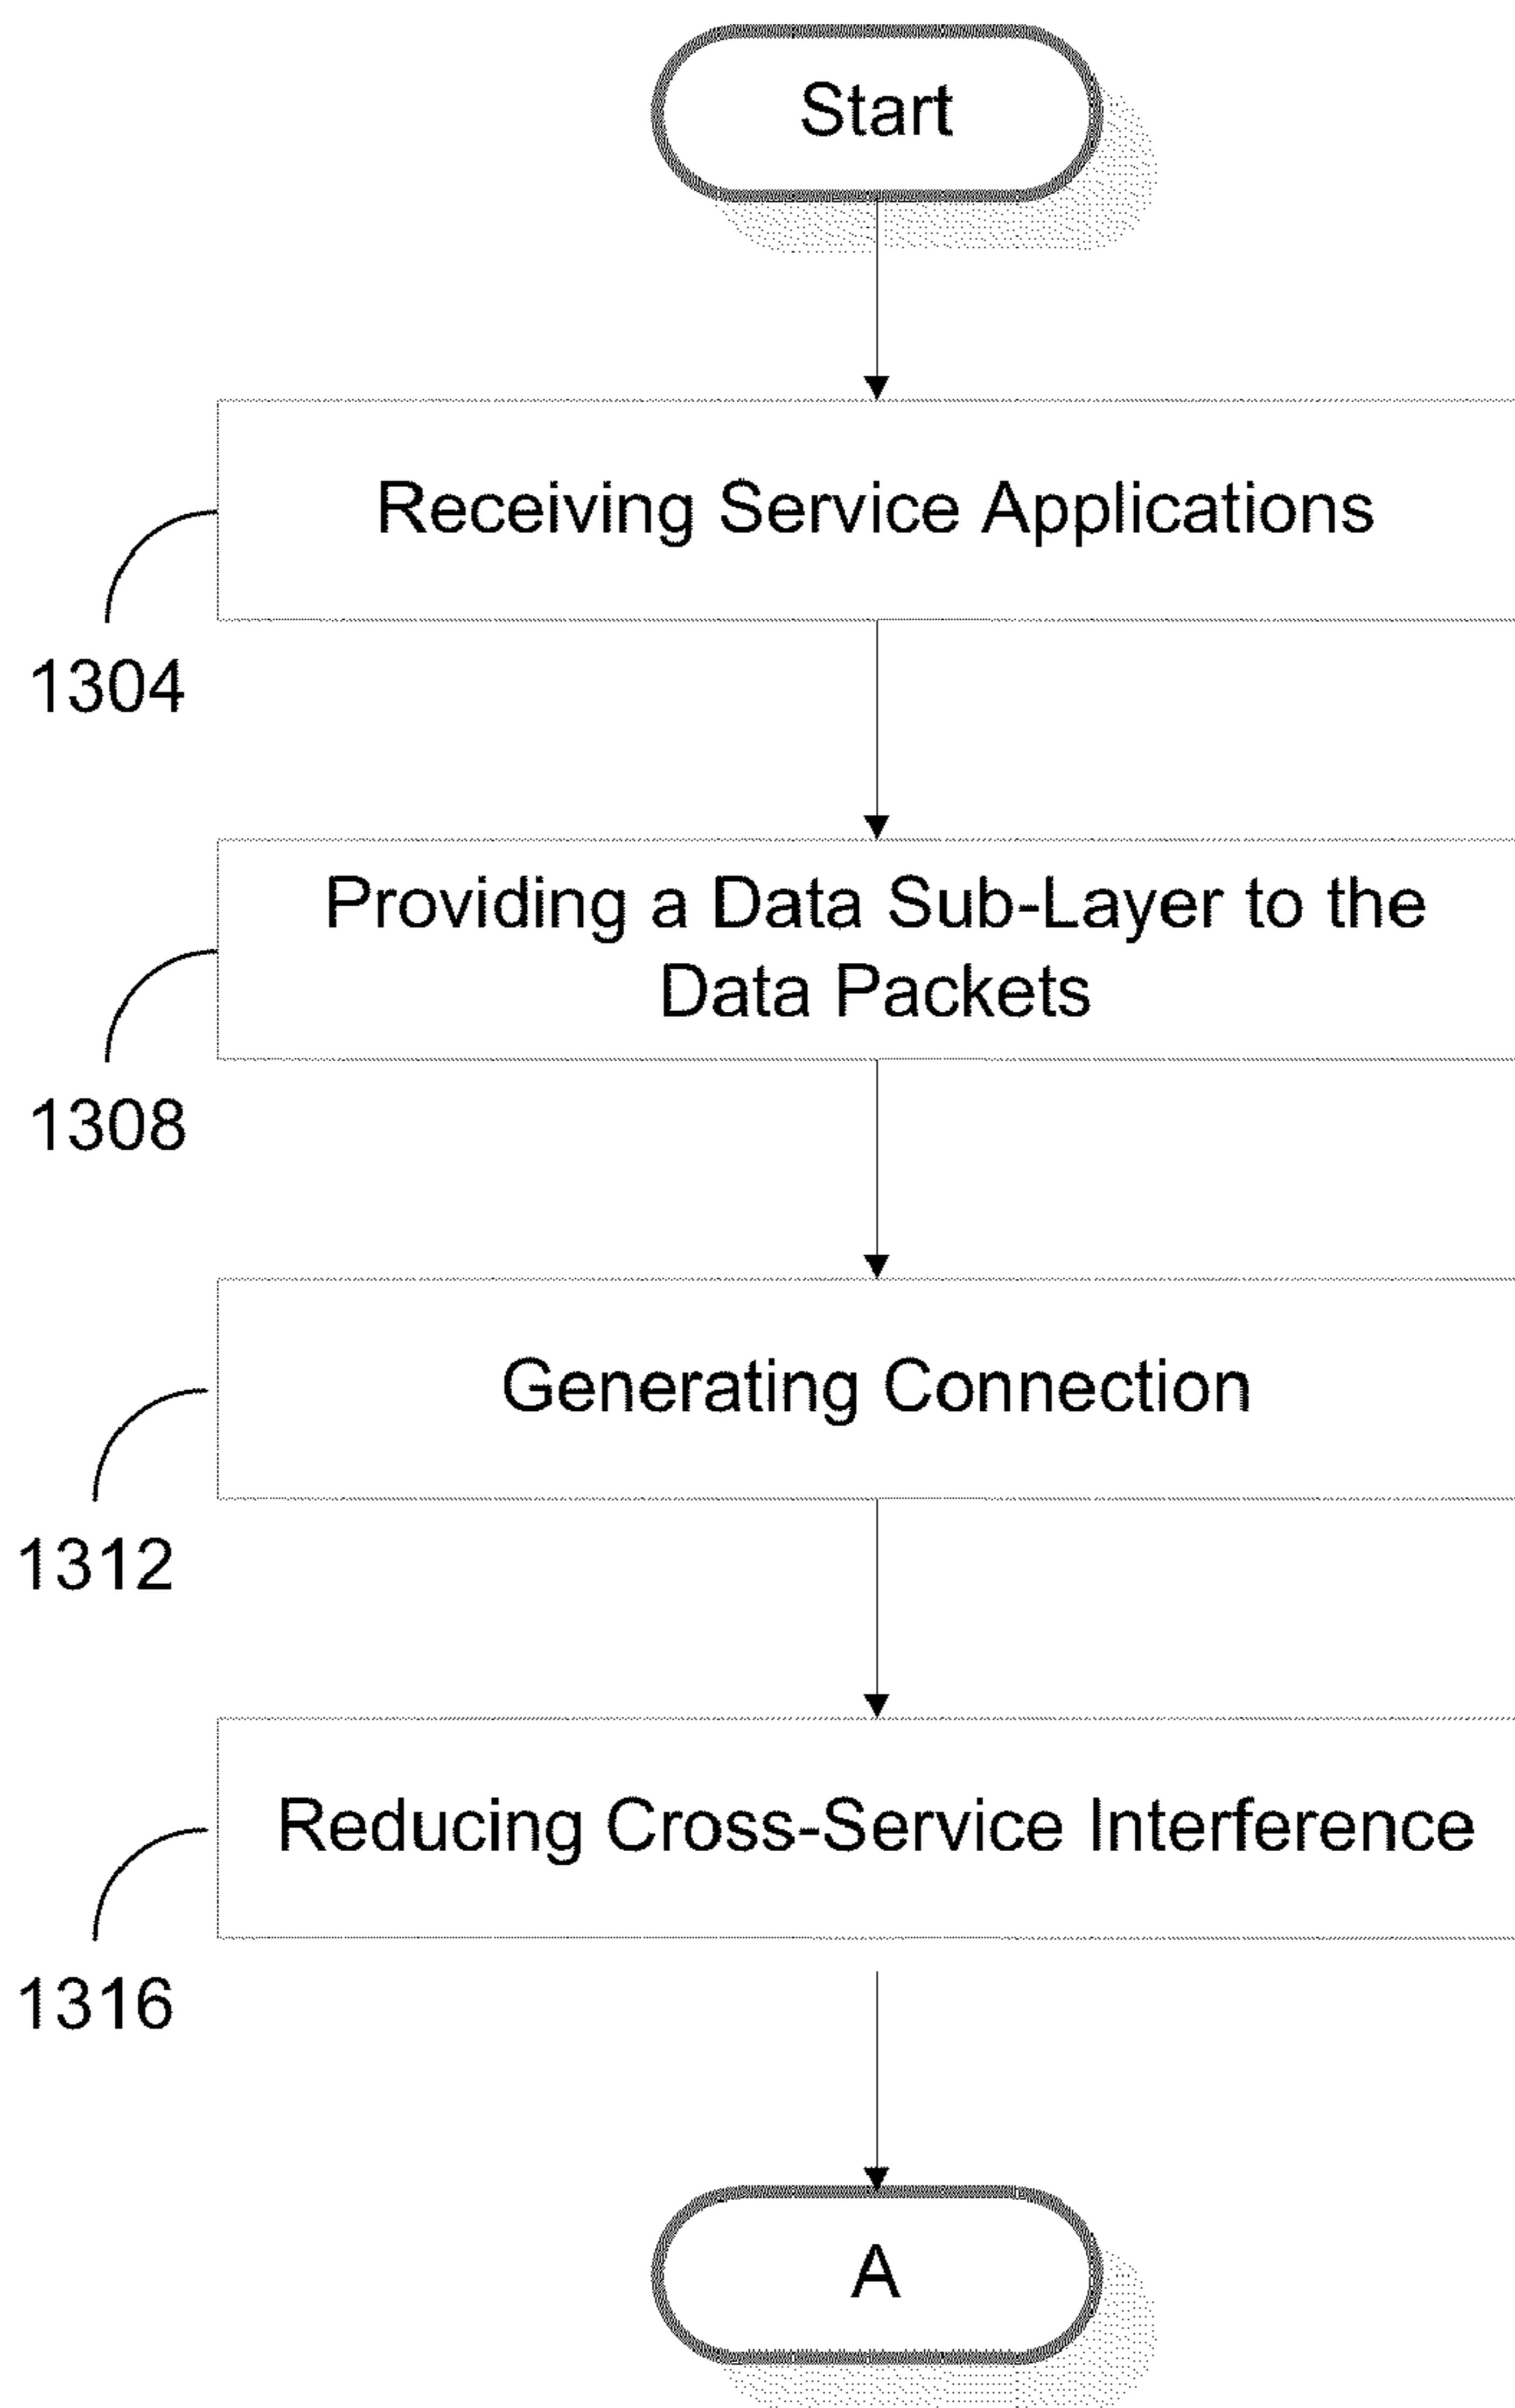 Start
Receiving Service Applications
1304
Providing a Data Sub-Layer to the
Data Packets
1308
Generating Connection
1312
Reducing Cross-Service Interference
1316
A